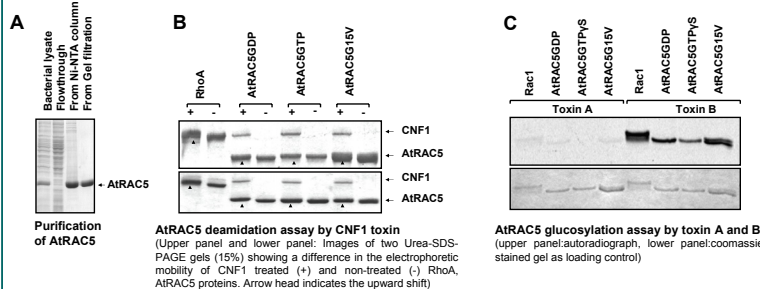 A
Bacterial lysate
Flowthrough
From Ni-NTA column
From Gel filtration
AtRAC5
Purification
of AtRAC5
B
RhoA
AtRAC5GDP
AtRAC5GTP
AtRAC5G15V
+ - + - + - + -
CNF1
AtRAC5
CNF1
AtRAC5
AtRAC5 deamidation assay by CNF1 toxin
(Upper panel and lower panel: Images of two Urea-SDS-
PAGE gels (15%) showing a difference in the electrophoretic
mobility of CNF1 treated (+) and non-treated (-) RhoA,
AtRAC5 proteins. Arrow head indicates the upward shift)
C
Rac1
AtRAC5GDP
AtRAC5GTPγS
AtRAC5G15V
Rac1
AtRAC5GDP
AtRAC5GTPγS
AtRAC5G15V
Toxin A
Toxin B
AtRAC5 glucosylation assay by toxin A and B
(upper panel:autoradiograph, lower panel:coomassie
stained gel as loading control)